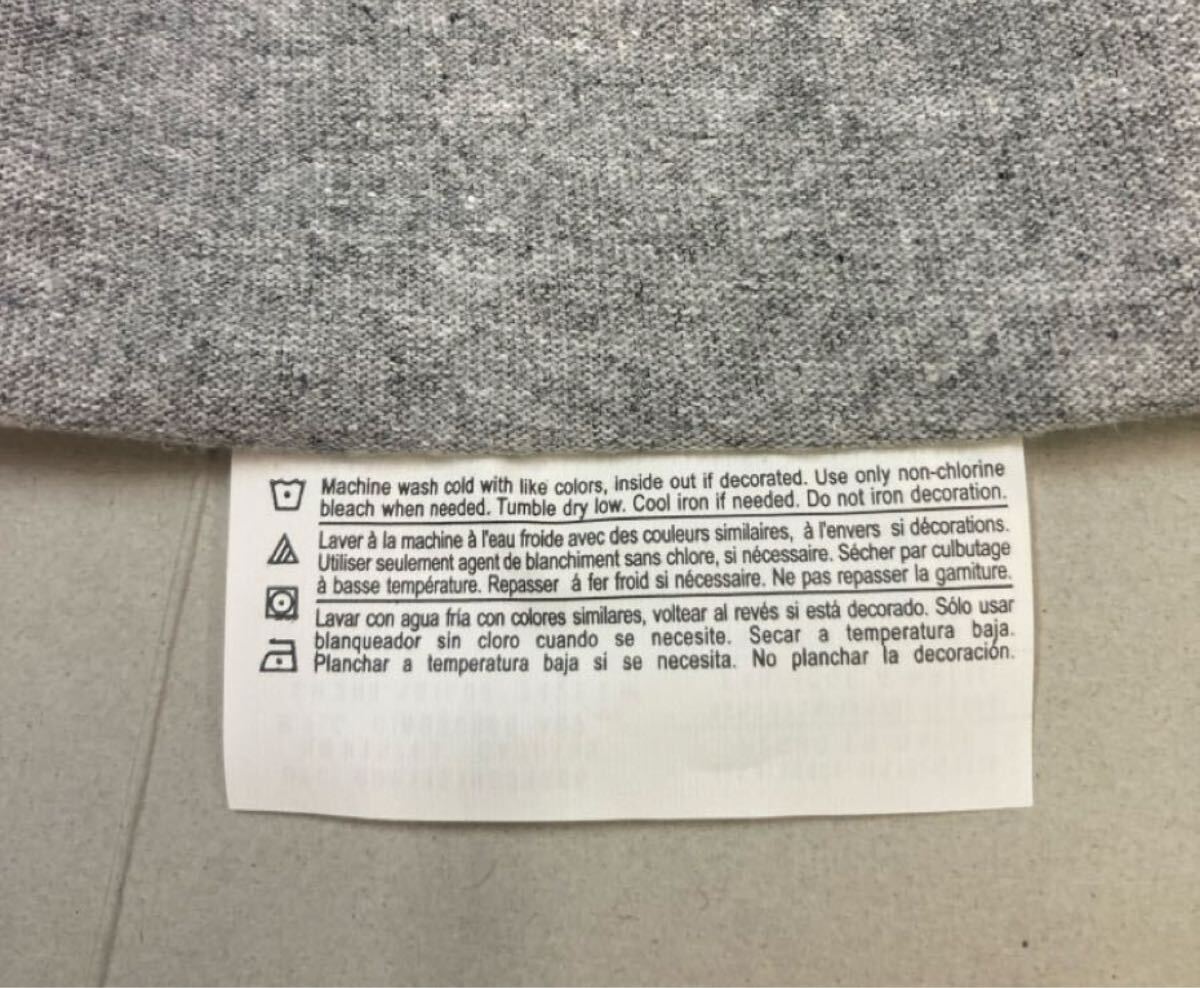 Machine wash cold with like colors, inside out if decorated. Use only non-chlorine
bleach when needed. Tumble dry low. Cool iron if needed. Do not iron decoration.
Laver à la machine à l'eau froide avec des couleurs similaires, à l'envers si décorations.
Utiliser seulement agent de blanchiment sans chlore, si nécessaire. Sécher par culbutage
à basse température. Repasser á fer froid si nécessaire. Ne pas repasser la garniture.
Lavar con agua fría con colores similares, voltear al revés si está decorado. Sólo usar
blanqueador sin cloro cuando se necesite. Secar a temperatura baja.
Planchar a temperatura baja si se necesita. No planchar la decoración.